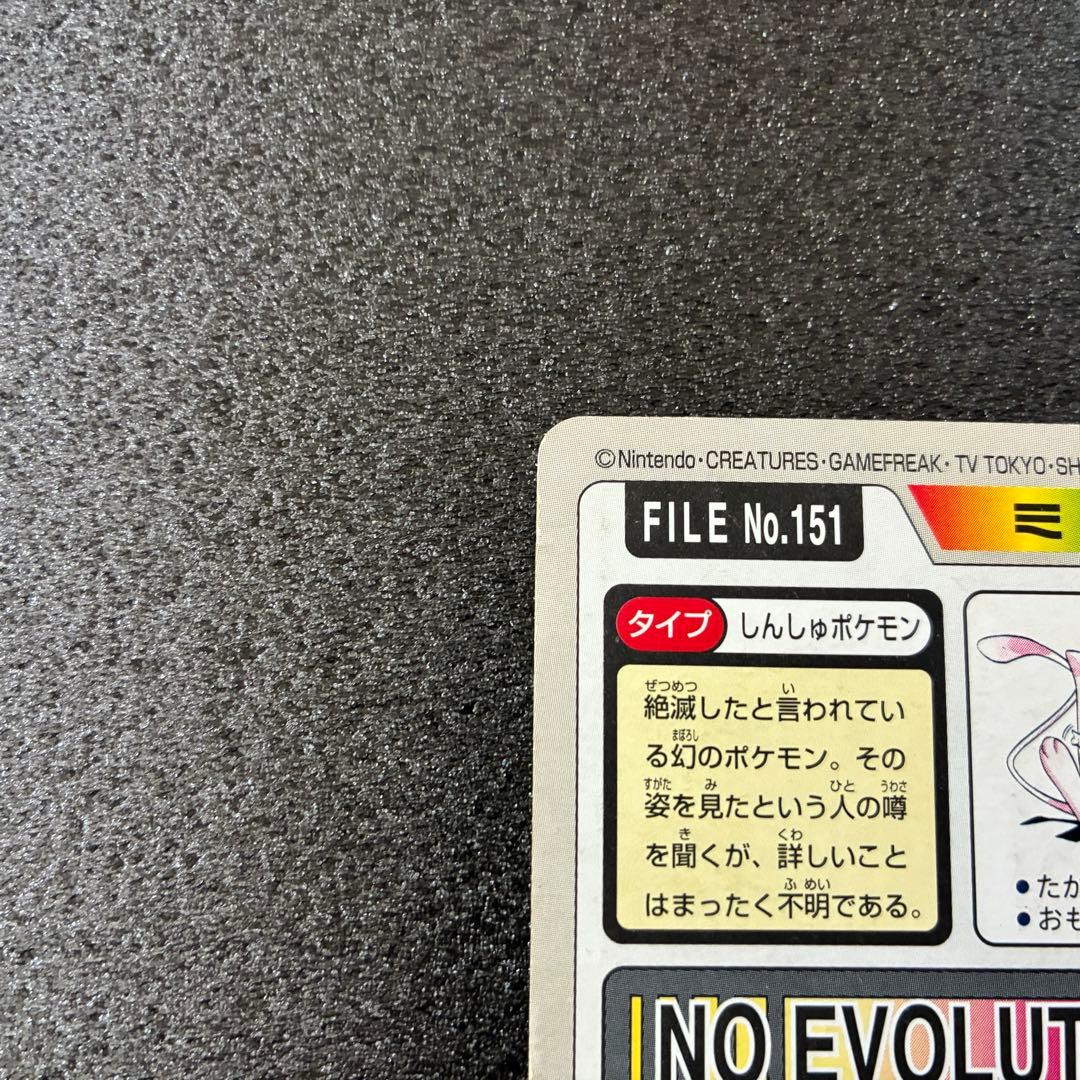 ©Nintendo・CREATURES・GAMEFREAK・TV TOKYO・SH
FILE No.151
ミ
タイプ しんしゅポケモン
ぜつめつ い
絶滅したと言われてい
まぼろし
る幻のポケモン。その
すがた み ひと うわさ
姿を見たという人の噂
き くわ
を聞くが、詳しいこと
ふめい
はまったく不明である。
●たか
●おも
NO EVOLUT